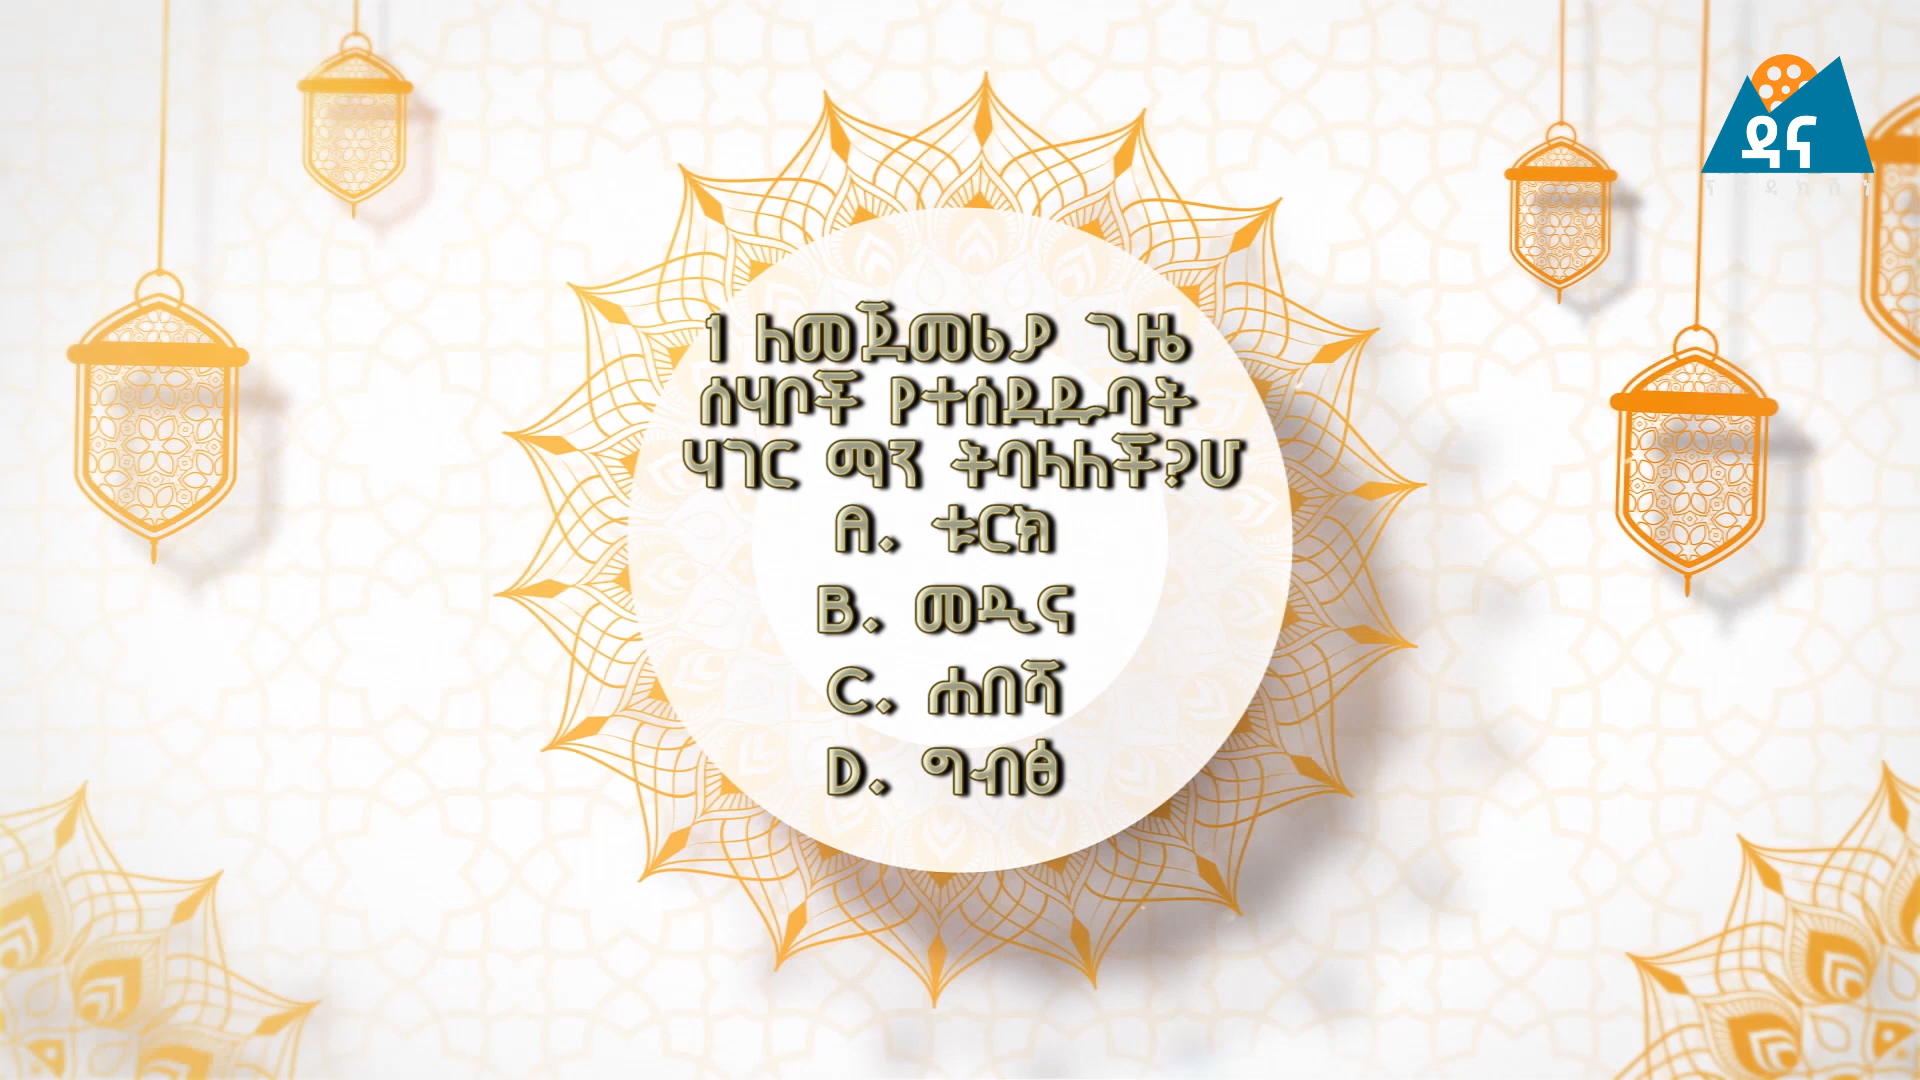 ዳና
1 ለመጀመሪያ ጊዜ
ሰሃቦች የተሰደዱባት
ሃገር ማን ትባላለች?ሀ
A. ቱርክ
B. መዲና
C. ሐበሻ
D. ግብፅ